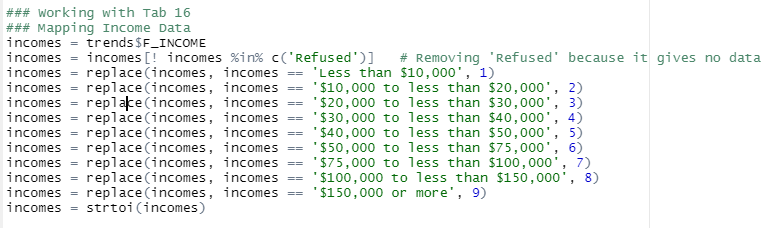 ### Working with Tab 16
### Mapping Income Data
incomes = trends$F_INCOME
incomes = incomes[! incomes %in% c('Refused')]   # Removing 'Refused' because it gives no data
incomes = replace(incomes, incomes == 'Less than $10,000', 1)
incomes = replace(incomes, incomes == '$10,000 to less than $20,000', 2)
incomes = replace(incomes, incomes == '$20,000 to less than $30,000', 3)
incomes = replace(incomes, incomes == '$30,000 to less than $40,000', 4)
incomes = replace(incomes, incomes == '$40,000 to less than $50,000', 5)
incomes = replace(incomes, incomes == '$50,000 to less than $75,000', 6)
incomes = replace(incomes, incomes == '$75,000 to less than $100,000', 7)
incomes = replace(incomes, incomes == '$100,000 to less than $150,000', 8)
incomes = replace(incomes, incomes == '$150,000 or more', 9)
incomes = strtoi(incomes)